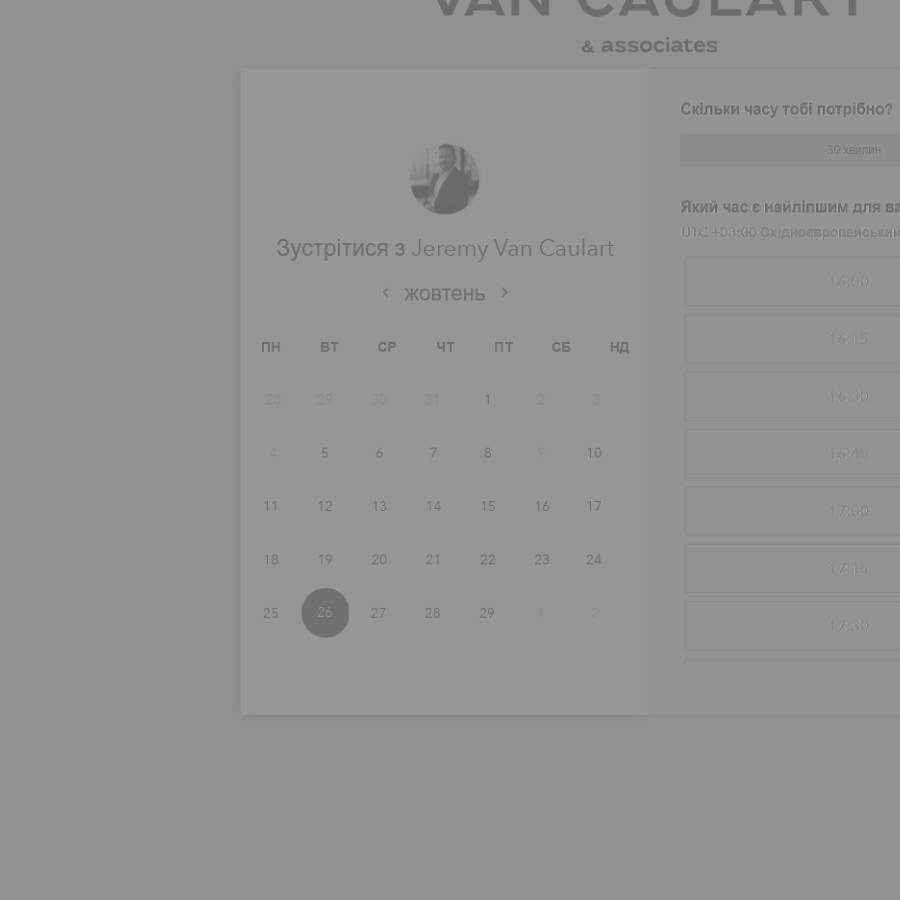 VAN CAULART
& associates
Зустрітися з Jeremy Van Caulart
жовтень
ПН ВТ СР ЧТ ПТ СБ НД
28 29 30 31 1 2 3
4 5 6 7 8 9 10
11 12 13 14 15 16 17
18 19 20 21 22 23 24
25 26 27 28 29 1 2
Скільки часу тобі потрібно?
30 хвилин
Який час є найліпшим для ва
UTC +03:00 Східноєвропейський
16:00
16:15
16:30
16:45
17:00
17:15
17:30